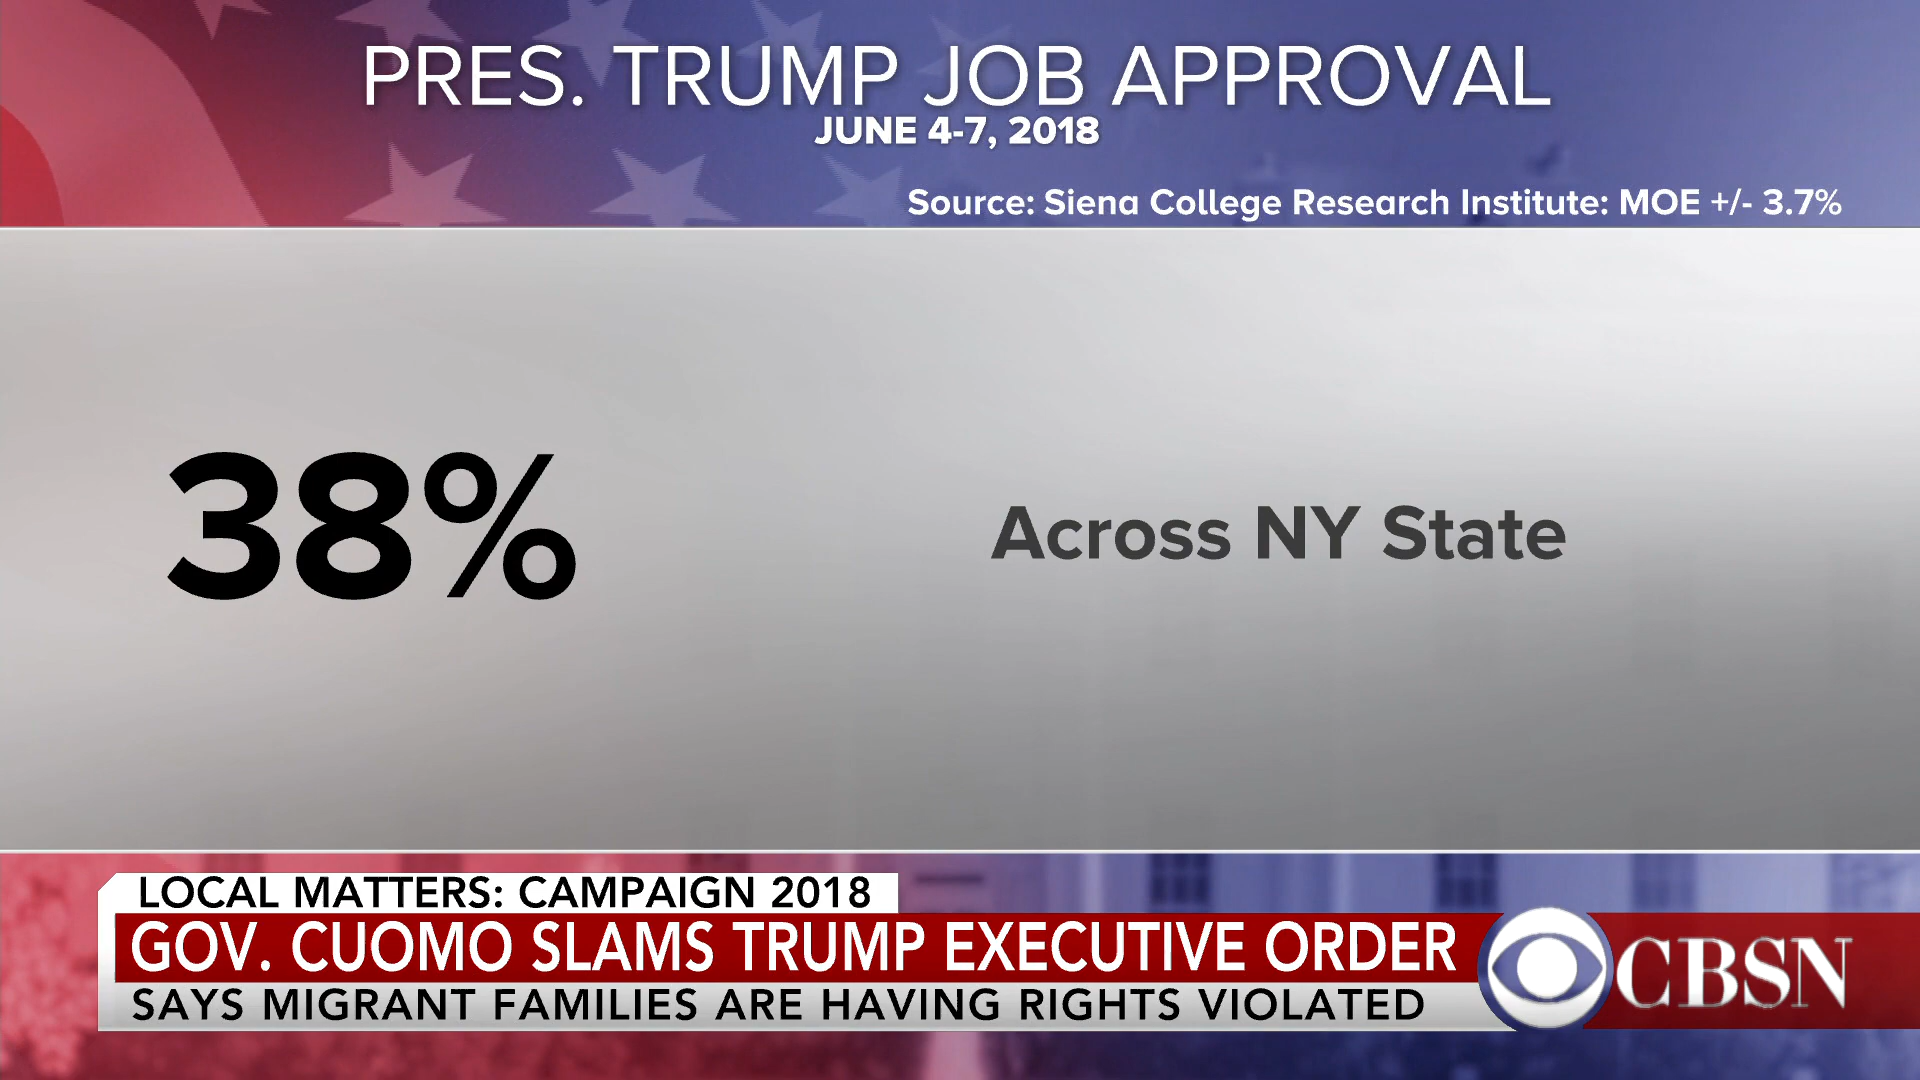 PRES. TRUMP JOB APPROVAL
JUNE 4-7, 2018
Source: Siena College Research Institute: MOE +/- 3.7%
38%
Across NY State
LOCAL MATTERS: CAMPAIGN 2018
GOV. CUOMO SLAMS TRUMP EXECUTIVE ORDER
SAYS MIGRANT FAMILIES ARE HAVING RIGHTS VIOLATED
CBSN